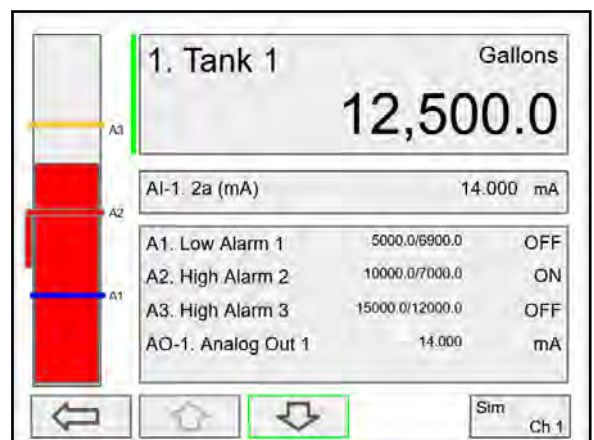 1. Tank 1 Gallons
12,500.0
A3
AI-1. 2a (mA) 14.000 mA
A2
A1. Low Alarm 1 5000.0/6900.0 OFF
A2. High Alarm 2 10000.0/7000.0 ON
A1
A3. High Alarm 3 15000.0/12000.0 OFF
AO-1. Analog Out 1 14.000 mA
Sim
Ch 1